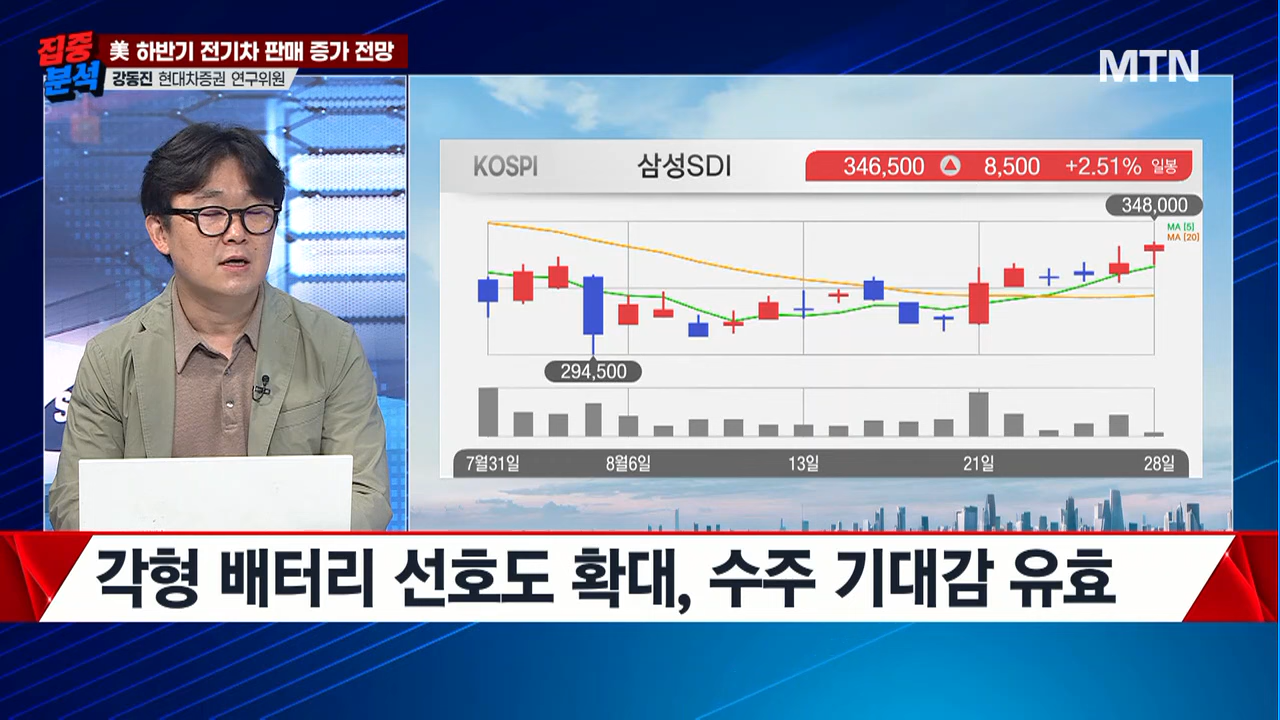 집중
분석
美 하반기 전기차 판매 증가 전망
강동진 현대차증권 연구위원
MTN
KOSPI 삼성SDI 346,500 8,500 +2.51% 일봉
348,000
MA [5]
MA [20]
294,500
7월31일 8월6일 13일 21일 28일
각형 배터리 선호도 확대, 수주 기대감 유효